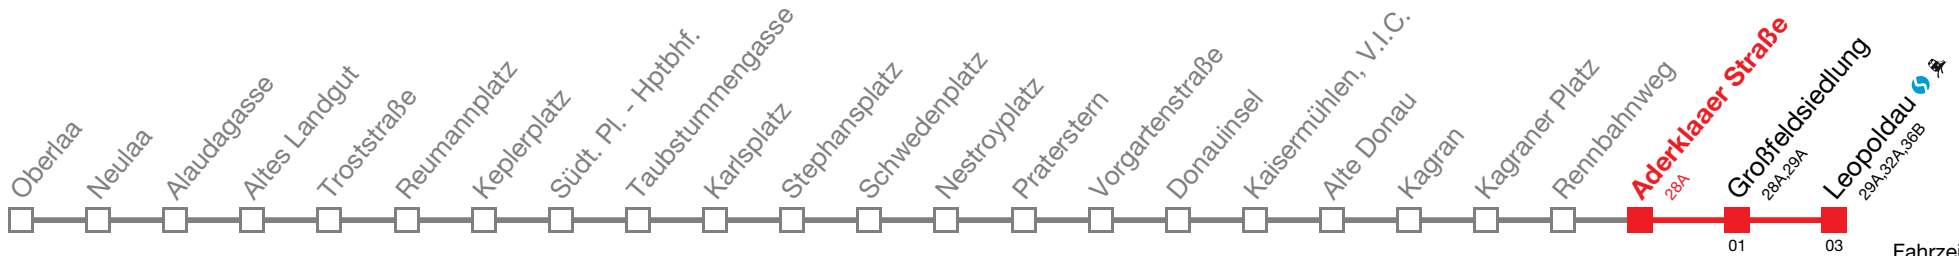 Oberlaa
Neulaa
Alaudagasse
Altes Landgut
Troststraße
Reumannplatz
Keplerplatz
Südt. Pl. - Hptbhf.
Taubstummengasse
Karlsplatz
Stephansplatz
Schwedenplatz
Nestroyplatz
Praterstern
Vorgartenstraße
Donauinsel
Kaisermühlen, V.I.C.
Alte Donau
Kagran
Kagraner Platz
Rennbahnweg
Aderklaaer Straße
28A
Großfeldsiedlung
28A,29A
Leopoldau
29A,32A,36B
01
03
Fahrzei